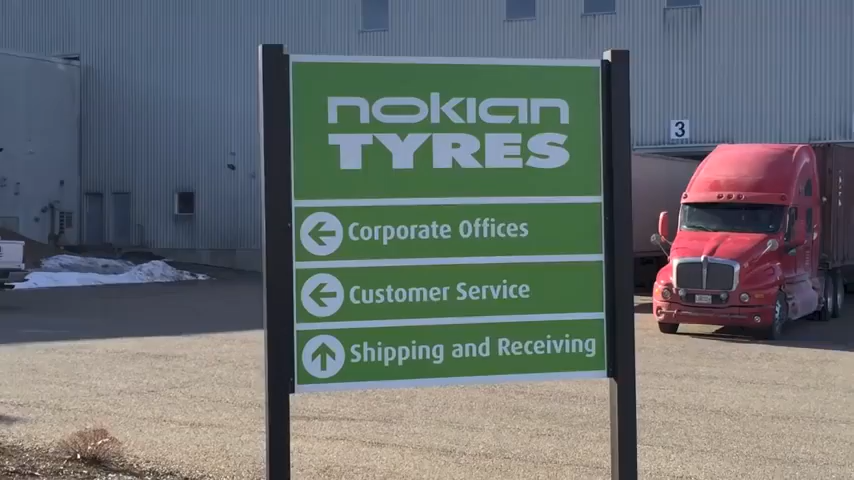 nokian
TYRES
Corporate Offices
Customer Service
Shipping and Receiving
3